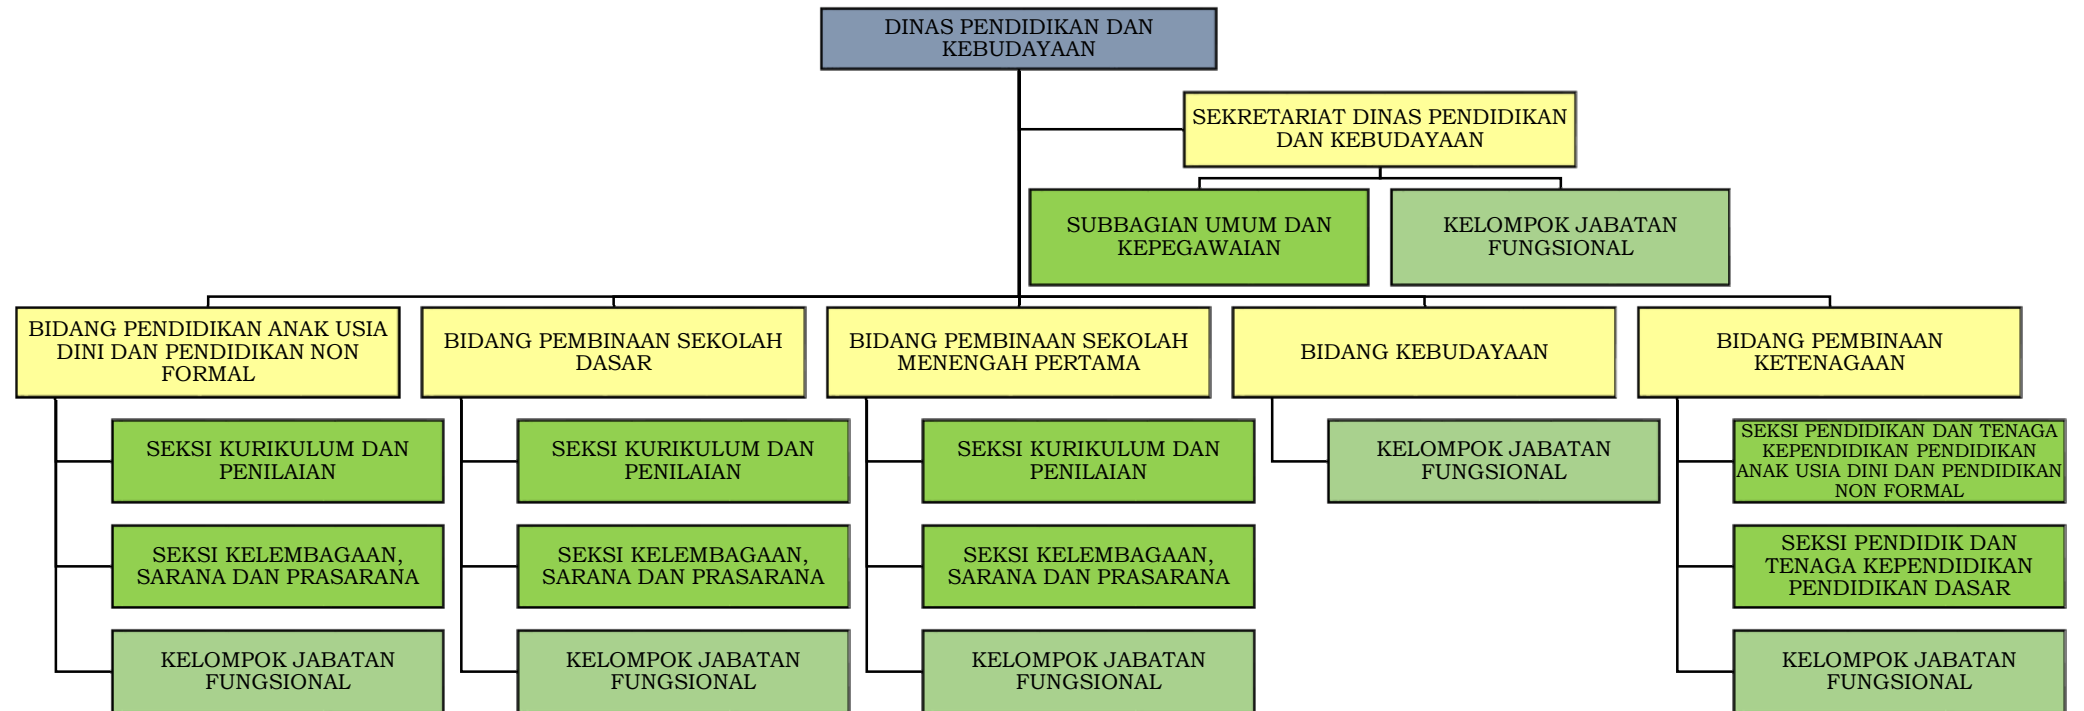 DINAS PENDIDIKAN DAN
KEBUDAYAAN
SEKRETARIAT DINAS PENDIDIKAN
DAN KEBUDAYAAN
SUBBAGIAN UMUM DAN
KEPEGAWAIAN
KELOMPOK JABATAN
FUNGSIONAL
BIDANG PENDIDIKAN ANAK USIA
DINI DAN PENDIDIKAN NON
FORMAL
SEKSI KURIKULUM DAN
PENILAIAN
SEKSI KELEMBAGAAN,
SARANA DAN PRASARANA
KELOMPOK JABATAN
FUNGSIONAL
BIDANG PEMBINAAN SEKOLAH
DASAR
SEKSI KURIKULUM DAN
PENILAIAN
SEKSI KELEMBAGAAN,
SARANA DAN PRASARANA
KELOMPOK JABATAN
FUNGSIONAL
BIDANG PEMBINAAN SEKOLAH
MENENGAH PERTAMA
SEKSI KURIKULUM DAN
PENILAIAN
SEKSI KELEMBAGAAN,
SARANA DAN PRASARANA
KELOMPOK JABATAN
FUNGSIONAL
BIDANG KEBUDAYAAN
KELOMPOK JABATAN
FUNGSIONAL
BIDANG PEMBINAAN
KETENAGAAN
SEKSI PENDIDIKAN DAN TENAGA
KEPENDIDIKAN PENDIDIKAN
ANAK USIA DINI DAN PENDIDIKAN
NON FORMAL
SEKSI PENDIDIK DAN
TENAGA KEPENDIDIKAN
PENDIDIKAN DASAR
KELOMPOK JABATAN
FUNGSIONAL